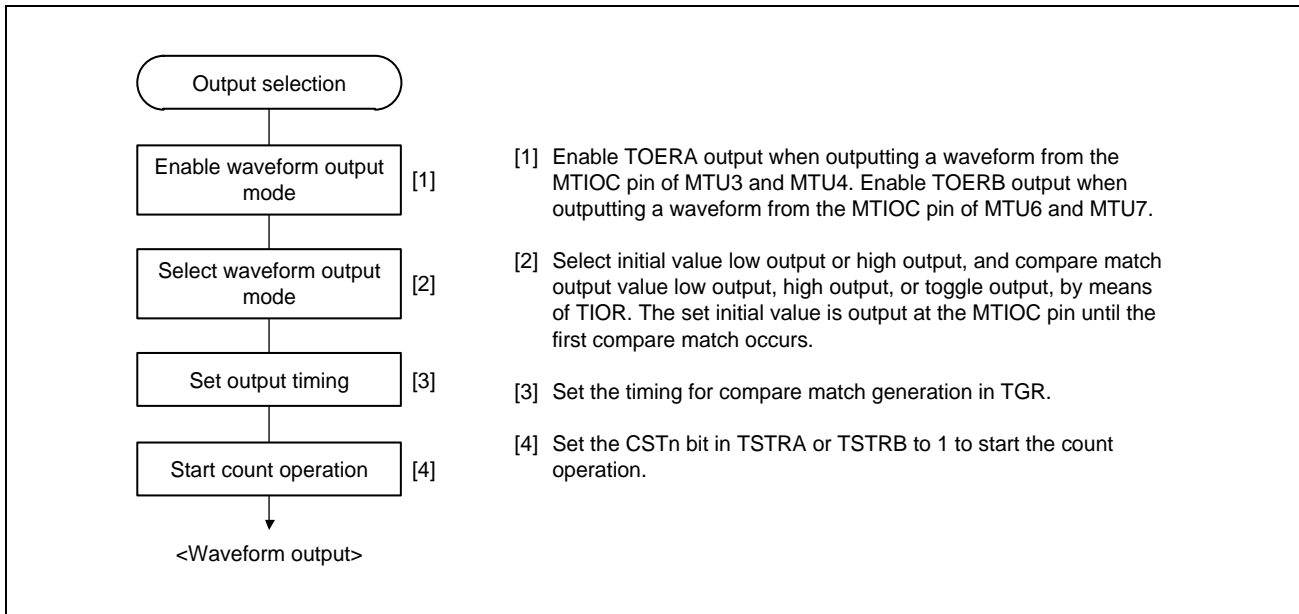 Output selection
Enable waveform output
mode
[1]
Select waveform output
mode
[2]
Set output timing
[3]
Start count operation
[4]
<Waveform output>
[1] Enable TOERA output when outputting a waveform from the
MTIOC pin of MTU3 and MTU4. Enable TOERB output when
outputting a waveform from the MTIOC pin of MTU6 and MTU7.
[2] Select initial value low output or high output, and compare match
output value low output, high output, or toggle output, by means
of TIOR. The set initial value is output at the MTIOC pin until the
first compare match occurs.
[3] Set the timing for compare match generation in TGR.
[4] Set the CSTn bit in TSTRA or TSTRB to 1 to start the count
operation.